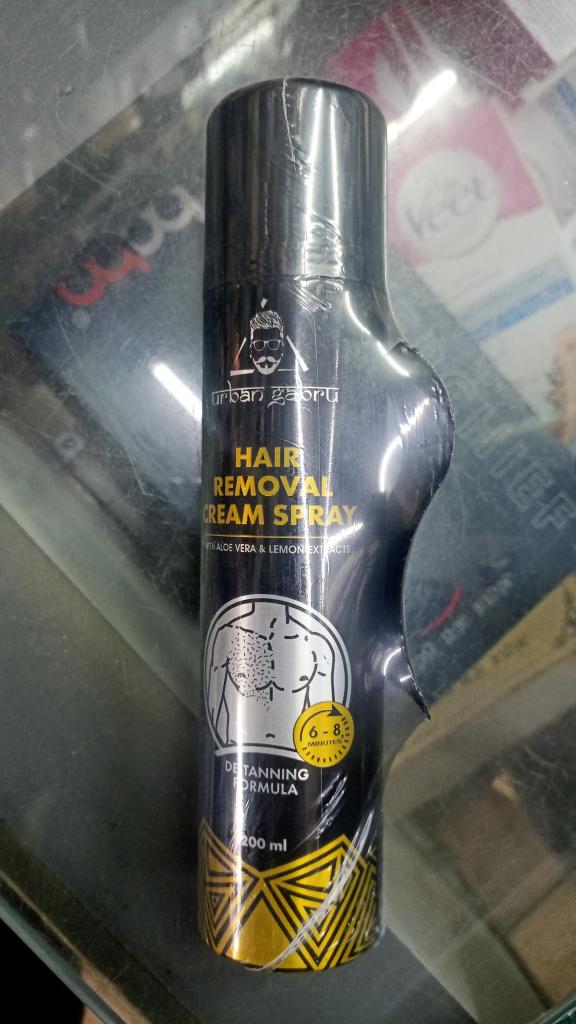 Veet
urban gabru
HAIR
REMOVAL
CREAM SPRAY
WITH ALOE VERA & LEMON EXTRACTS
6 - 8
MINUTES
DE TANNING
FORMULA
200 ml